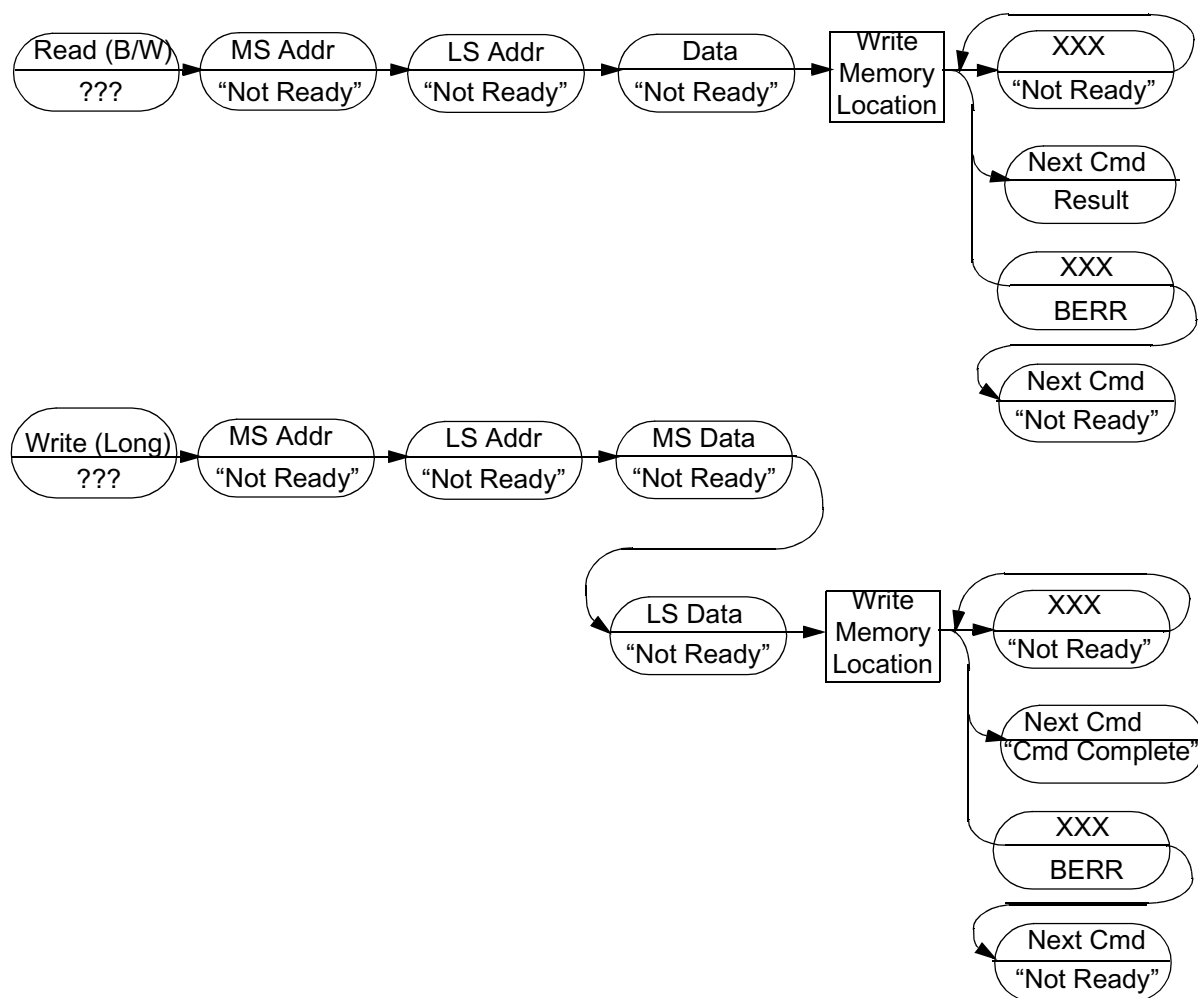 Read (B/W)
???
MS Addr
“Not Ready”
LS Addr
“Not Ready”
Data
“Not Ready”
Write
Memory
Location
XXX
“Not Ready”
Next Cmd
Result
XXX
BERR
Next Cmd
“Not Ready”
Write (Long)
???
MS Addr
“Not Ready”
LS Addr
“Not Ready”
MS Data
“Not Ready”
LS Data
“Not Ready”
Write
Memory
Location
XXX
“Not Ready”
Next Cmd
“Cmd Complete”
XXX
BERR
Next Cmd
“Not Ready”